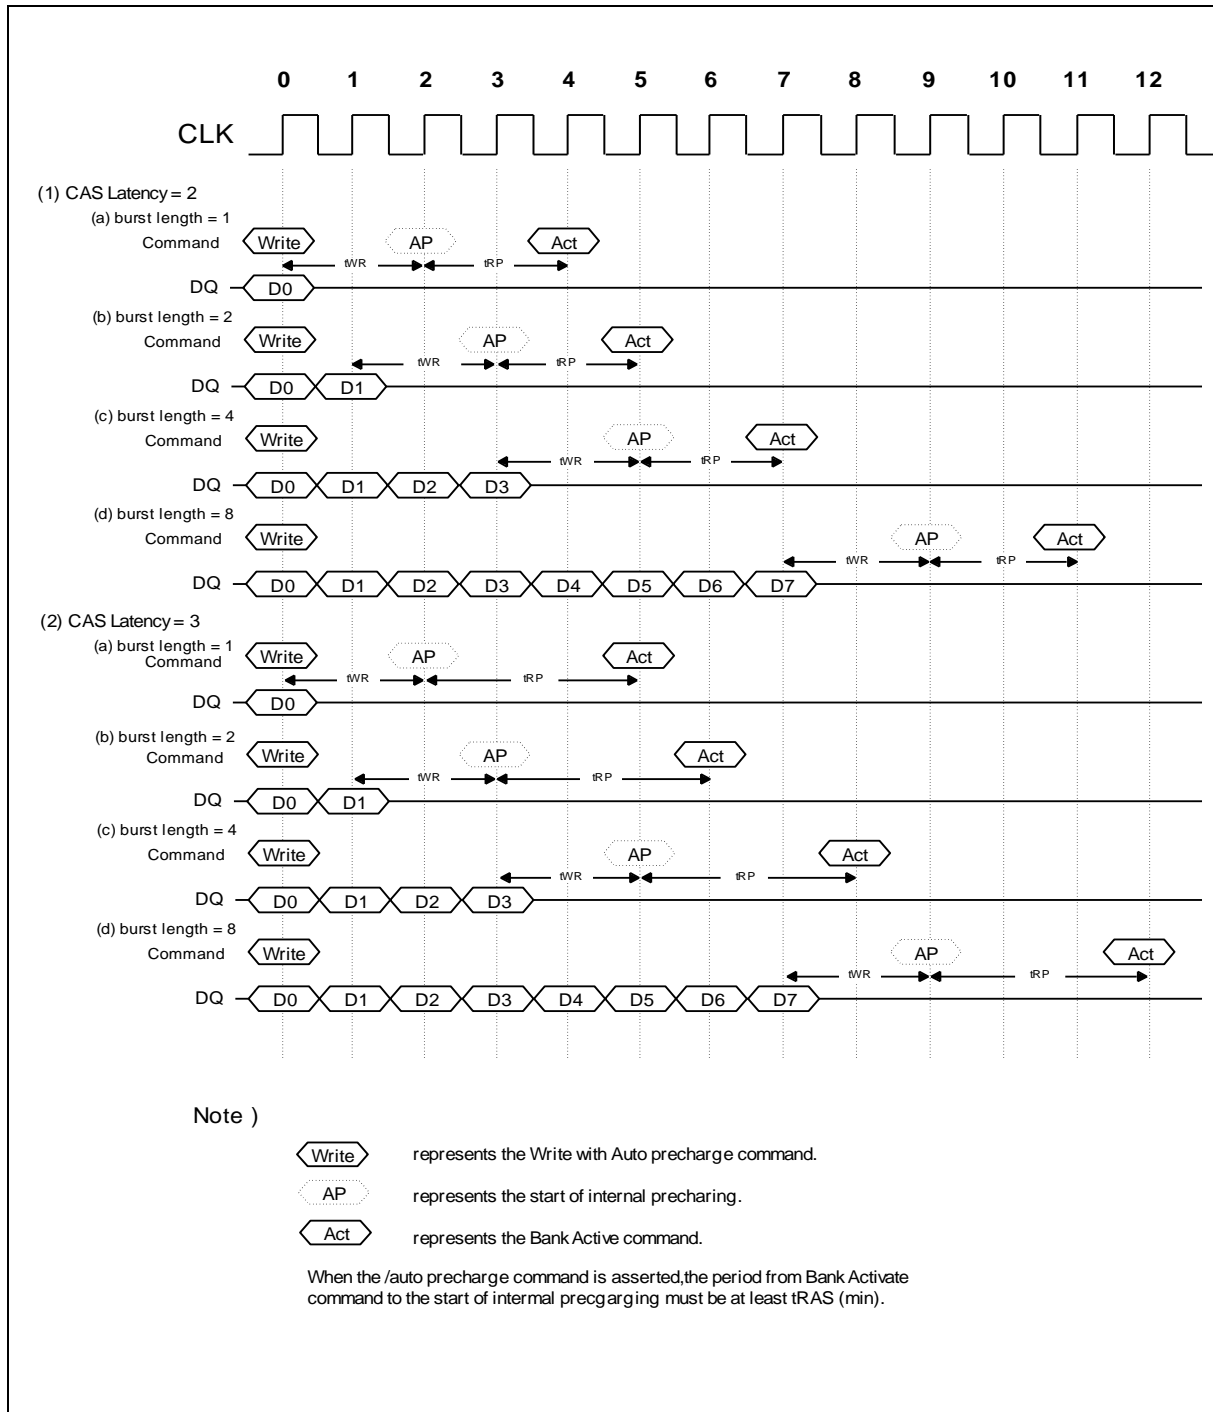 0 1 2 3 4 5 6 7 8 9 10 11 12
CLK
(1) CAS Latency = 2
(a) burst length = 1
Command Write AP Act
tWR tRP
DQ D0
(b) burst length = 2
Command Write AP Act
tWR tRP
DQ D0 D1
(c) burst length = 4
Command Write AP Act
tWR tRP
DQ D0 D1 D2 D3
(d) burst length = 8
Command Write AP Act
tWR tRP
DQ D0 D1 D2 D3 D4 D5 D6 D7
(2) CAS Latency = 3
(a) burst length = 1
Command Write AP Act
tWR tRP
DQ D0
(b) burst length = 2
Command Write AP Act
tWR tRP
DQ D0 D1
(c) burst length = 4
Command Write AP Act
tWR tRP
DQ D0 D1 D2 D3
(d) burst length = 8
Command Write AP Act
tWR tRP
DQ D0 D1 D2 D3 D4 D5 D6 D7
Note )
Write represents the Write with Auto precharge command.
AP represents the start of internal precharing.
Act represents the Bank Active command.
When the /auto precharge command is asserted,the period from Bank Activate
command to the start of intermal precgarging must be at least tRAS (min).